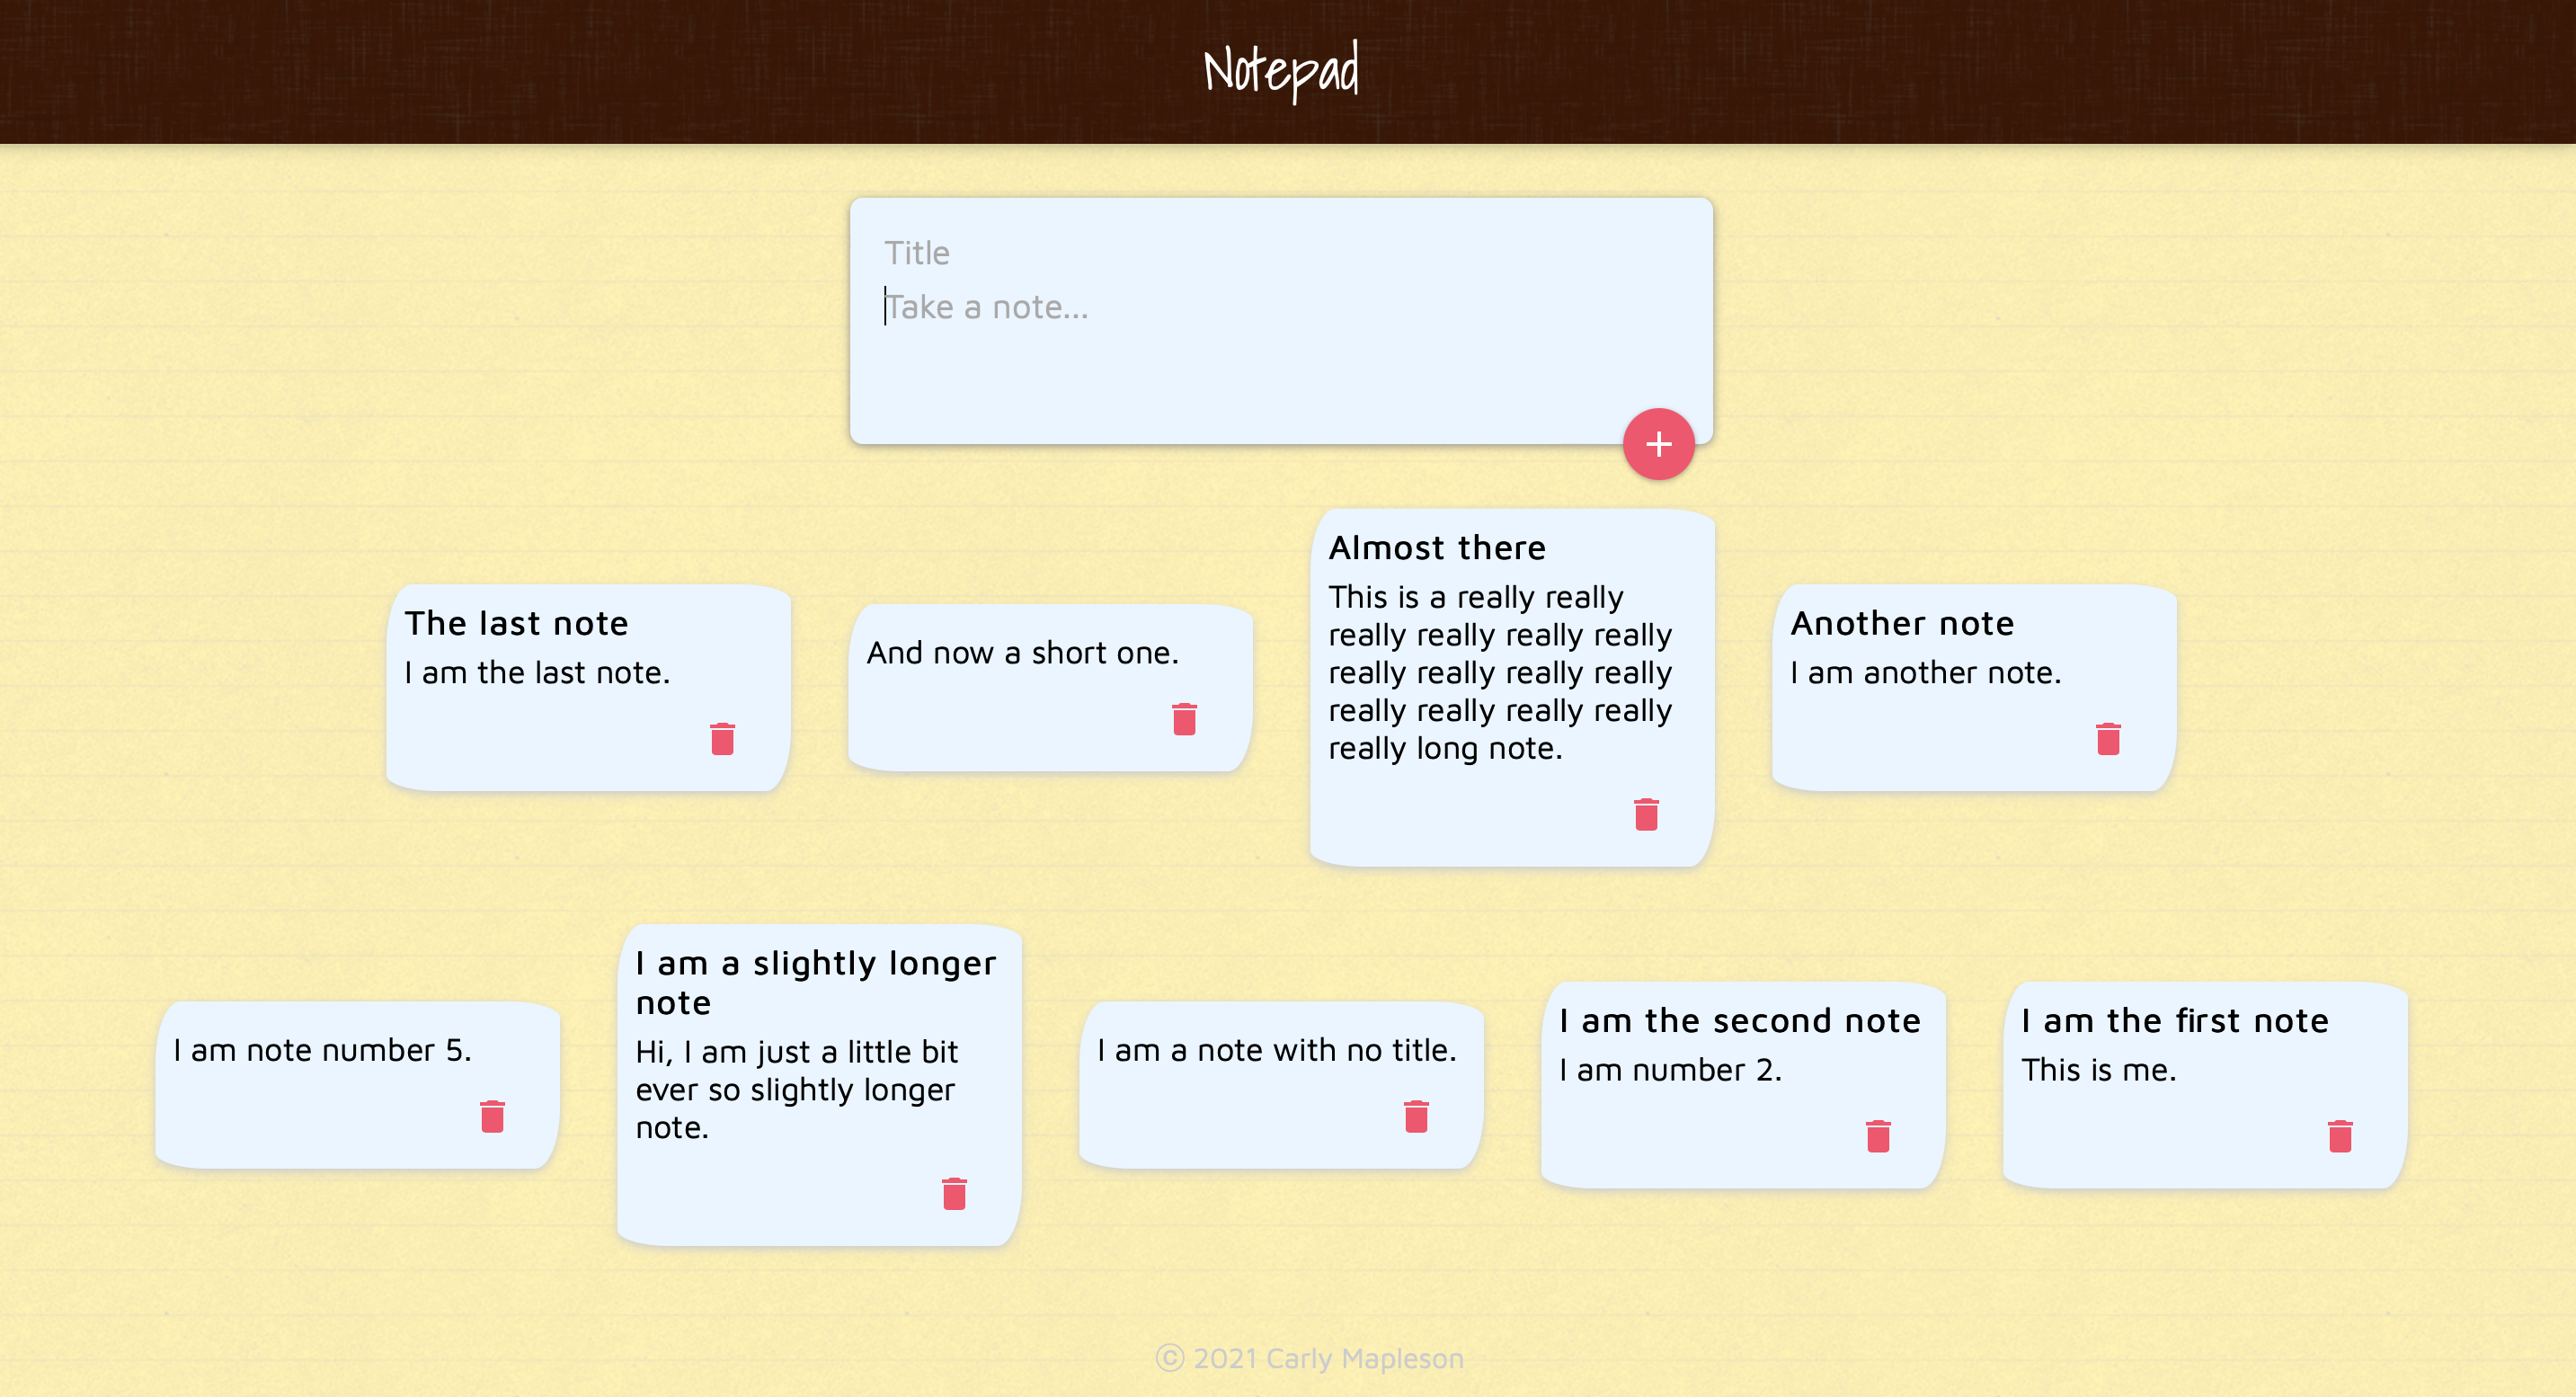 Notepad
Title
Take a note...
The last note
I am the last note.
And now a short one.
Almost there
This is a really really
really really really really
really really really really
really really really really
really long note.
Another note
I am another note.
I am note number 5.
I am a slightly longer
note
Hi, I am just a little bit
ever so slightly longer
note.
I am a note with no title.
I am the second note
I am number 2.
I am the first note
This is me.
ⓒ 2021 Carly Mapleson